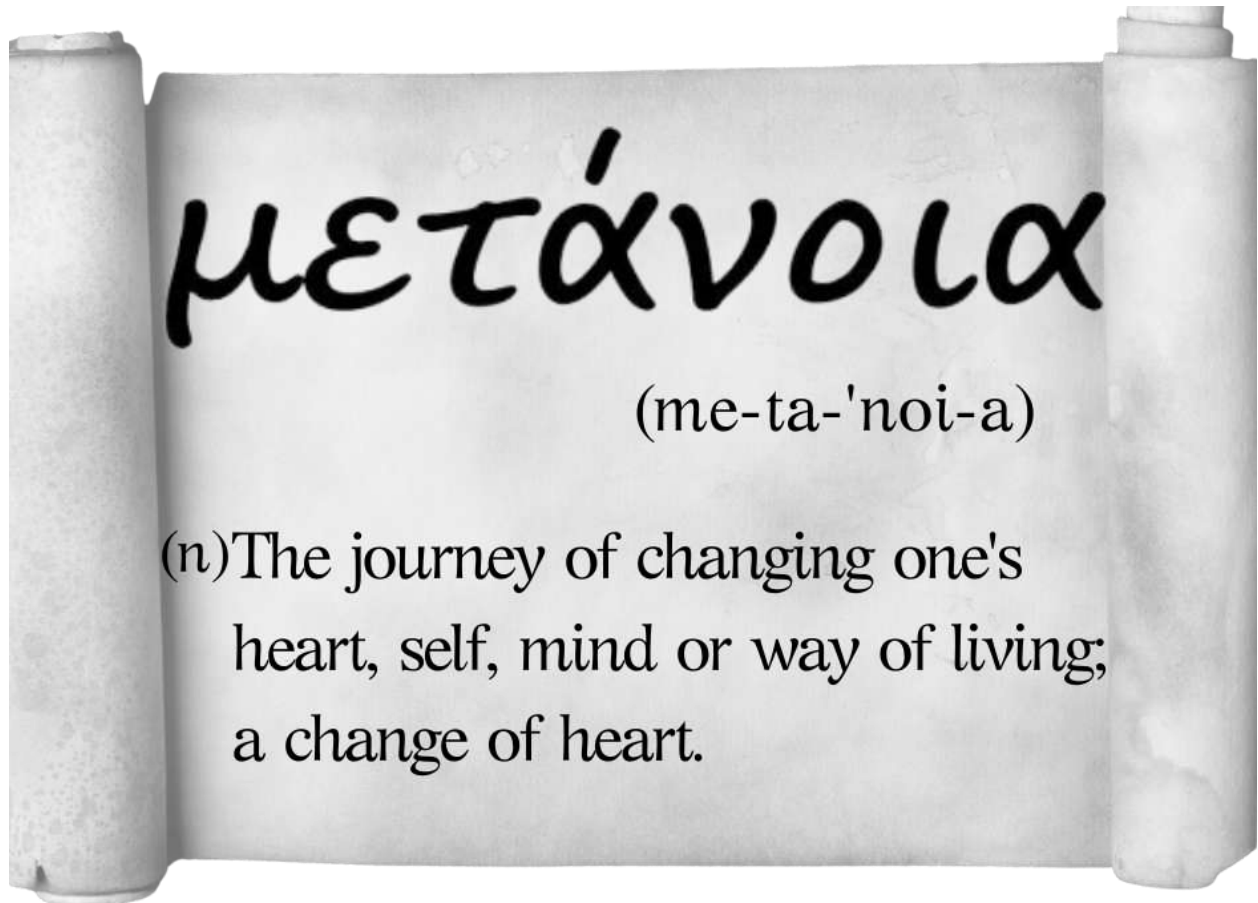 μετάνοια
(me-ta-'noi-a)
(n)The journey of changing one's
heart, self, mind or way of living;
a change of heart.